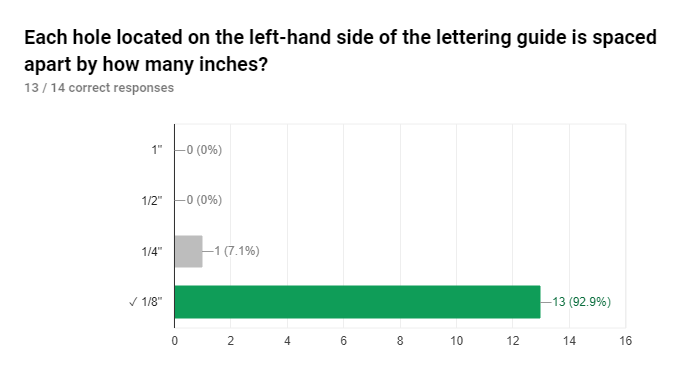 Each hole located on the left-hand side of the lettering guide is spaced
apart by how many inches?
13 / 14 correct responses
1"
0 (0%)
1/2"
0 (0%)
1/4"
1 (7.1%)
✓ 1/8"
13 (92.9%)
0 2 4 6 8 10 12 14 16